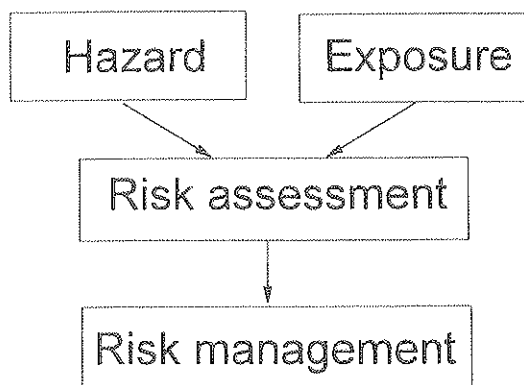 Hazard
Exposure
Risk assessment
Risk management